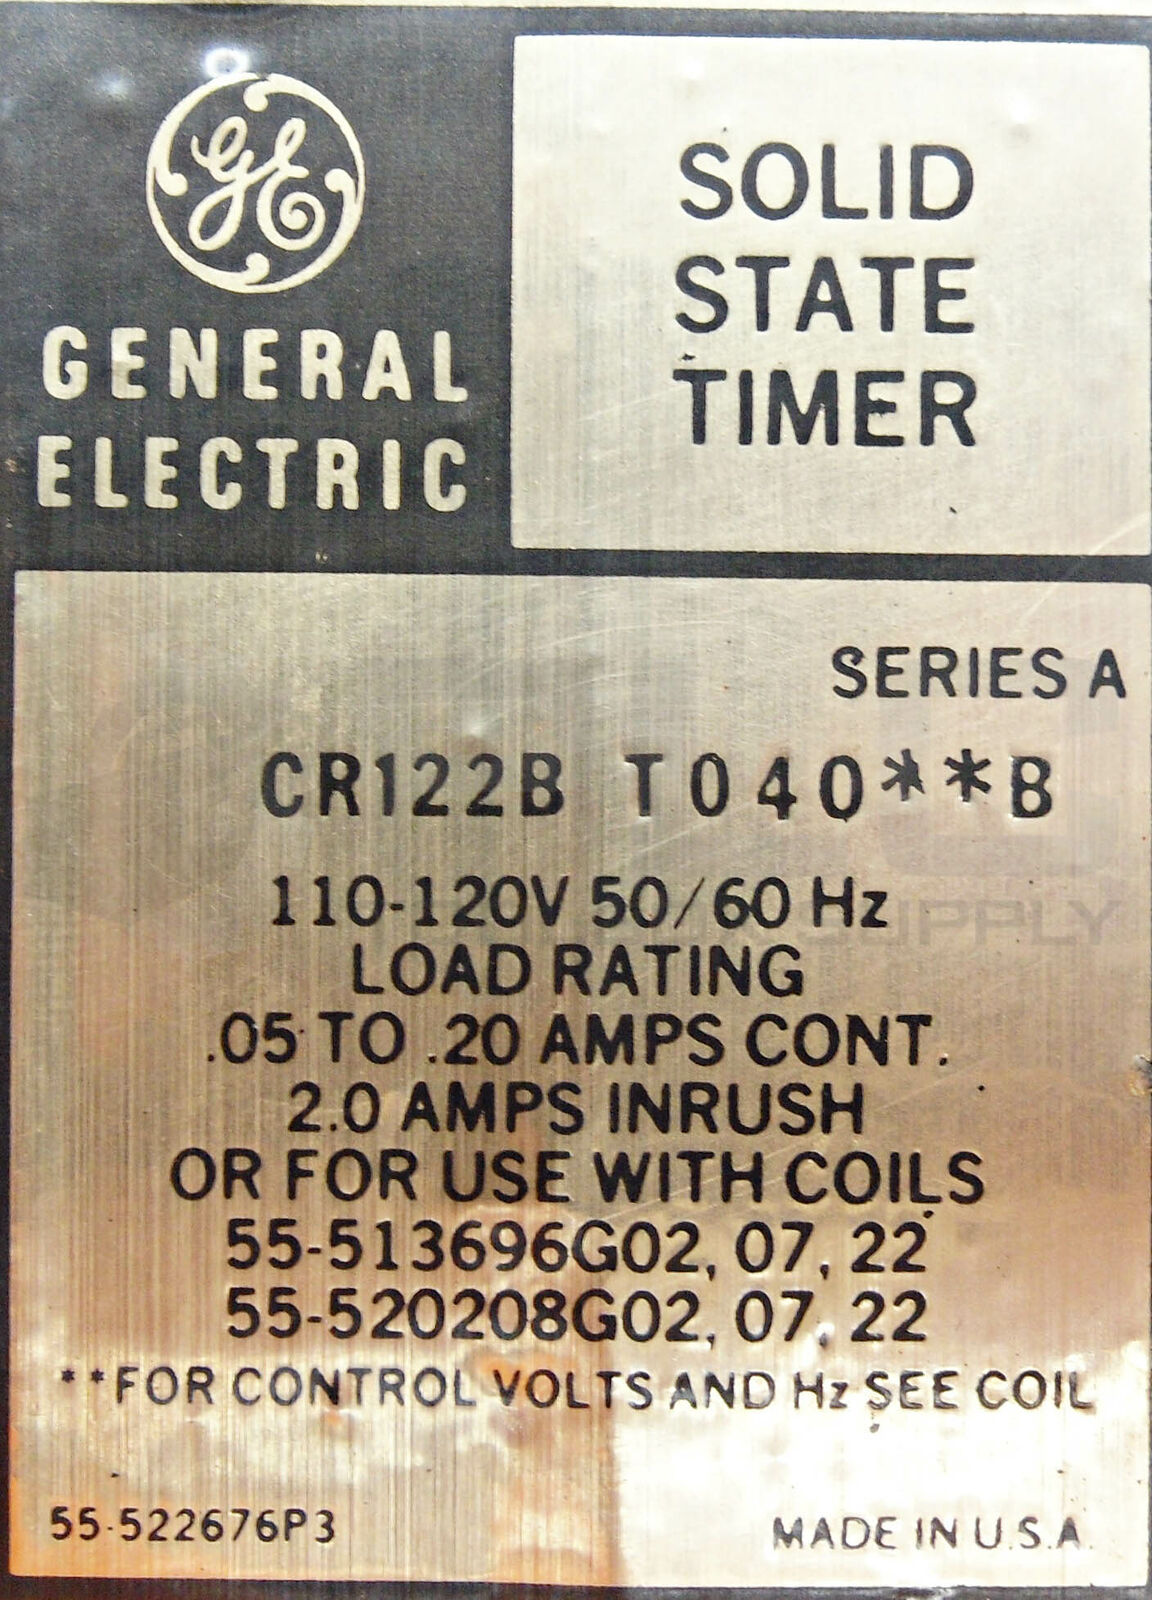 GE
GENERAL
ELECTRIC
SOLID
STATE
TIMER
SERIES A
CR122B T040**B
110-120V 50/60 Hz
LOAD RATING
.05 TO .20 AMPS CONT.
2.0 AMPS INRUSH
OR FOR USE WITH COILS
55-513696G02, 07, 22
55-520208G02, 07, 22
**FOR CONTROL VOLTS AND Hz SEE COIL
55-522676P3
MADE IN U.S.A.
SUPPLY